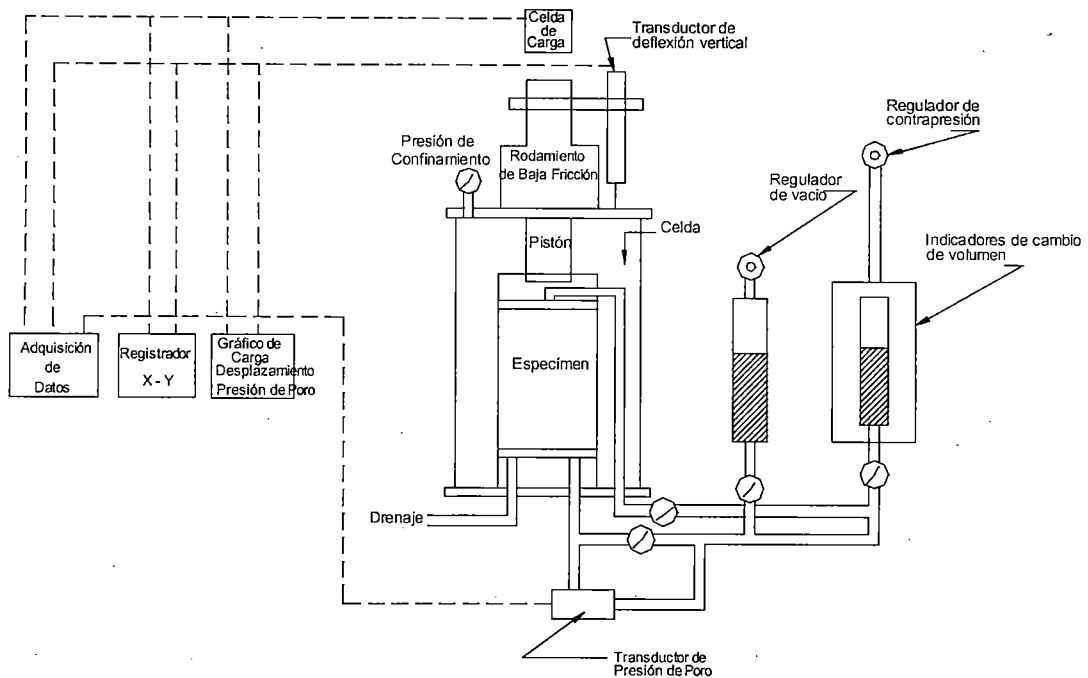 Celda
de
Carga
Transductor de
deflexión vertical
Regulador de
contrapresión
Presión de
Confinamiento
Rodamiento
de Baja Fricción
Regulador
de vacio
Pistón
Celda
Indicadores de cambio
de volumen
Adquisición
de
Datos
Registrador
X - Y
Gráfico de
Carga
Desplazamiento
Presión de Poro
Espécimen
Drenaje
Transductor de
Presión de Poro